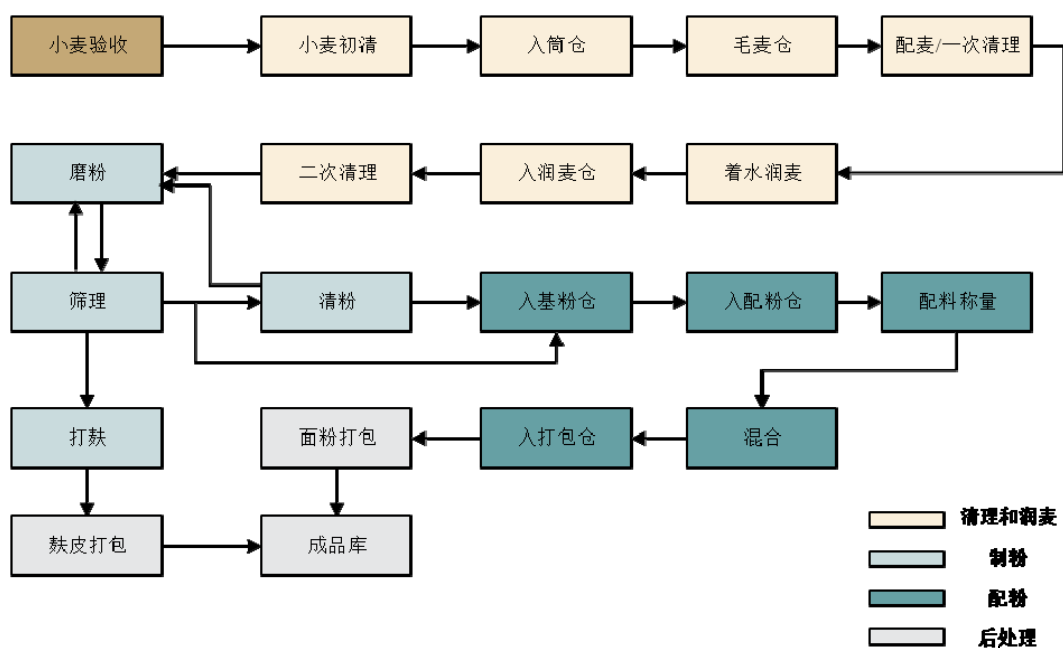 小麦验收
小麦初清
入筒仓
毛麦仓
配麦/一次清理
磨粉
二次清理
入润麦仓
着水润麦
筛理
清粉
入基粉仓
入配粉仓
配料称量
打麸
面粉打包
入打包仓
混合
麸皮打包
成品库
清理和润麦
制粉
配粉
后处理